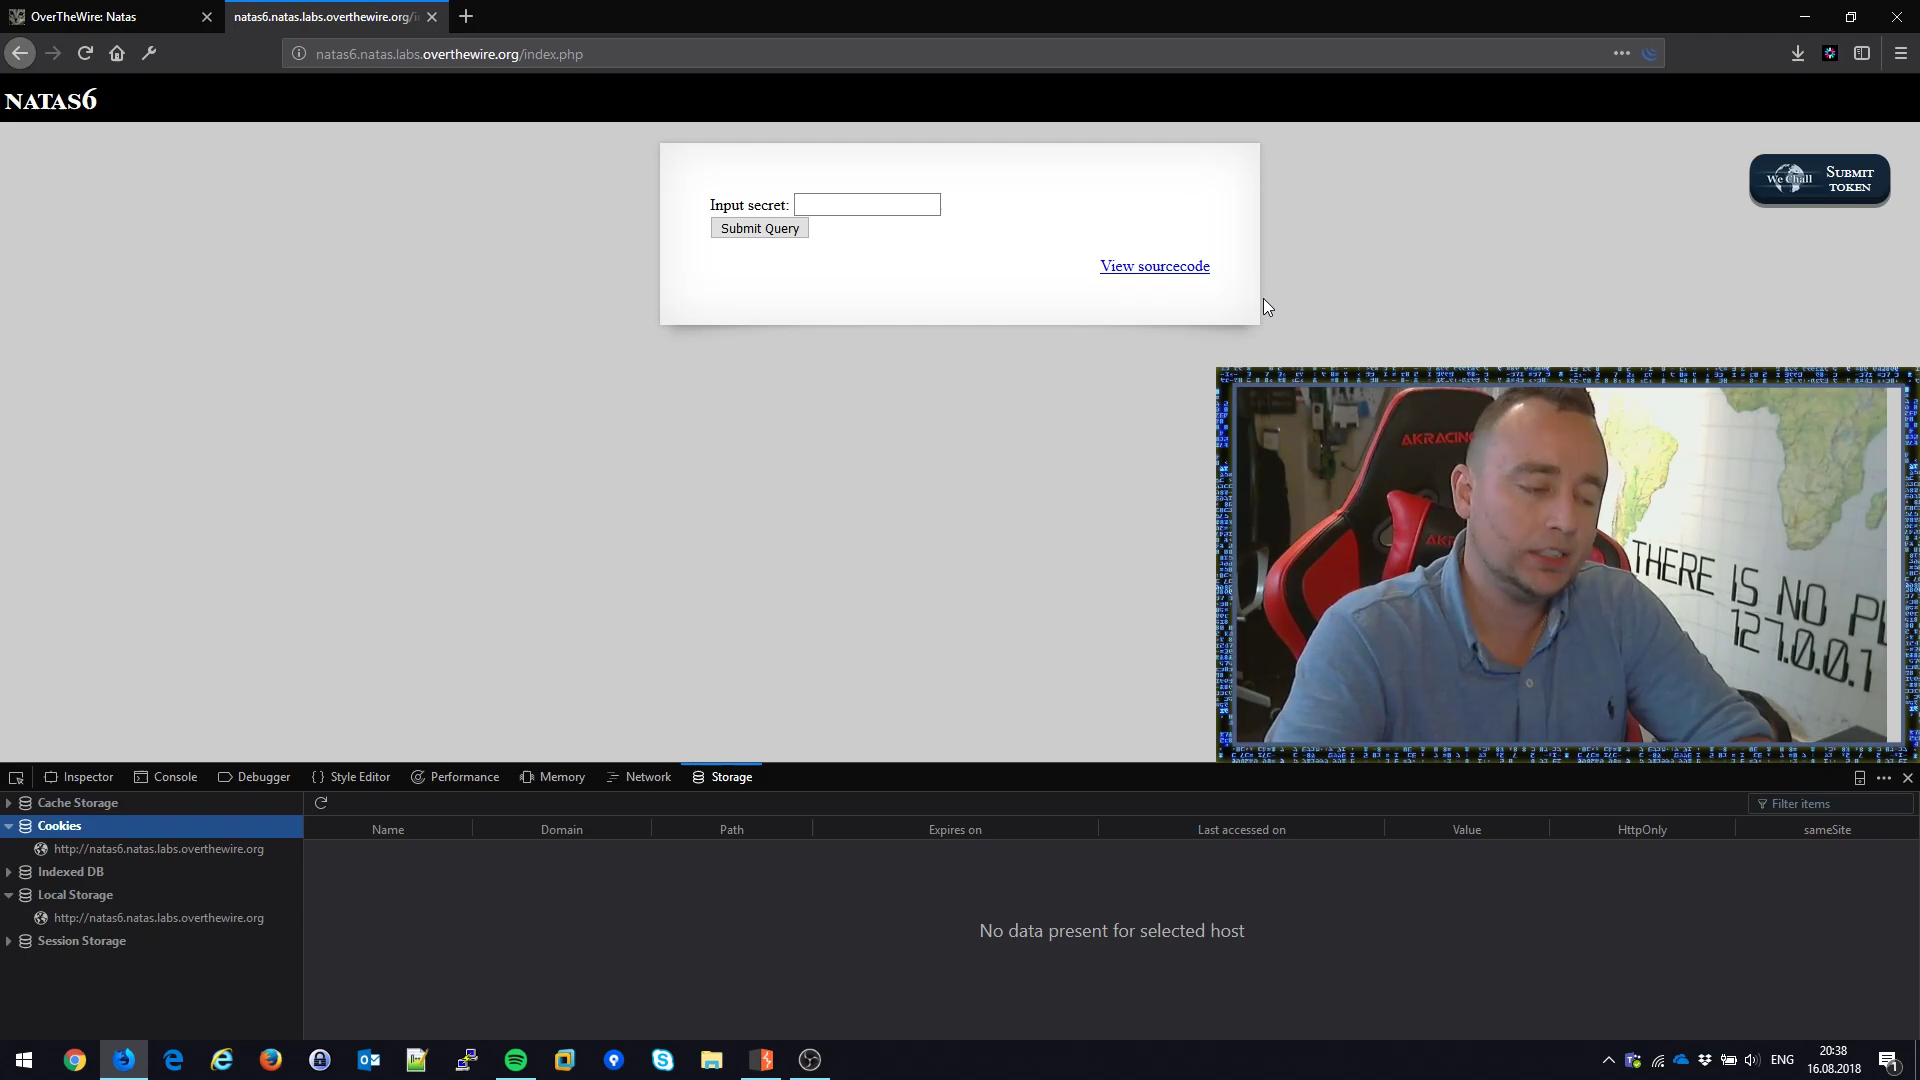 OverTheWire: Natas
natas6.natas.labs.overthewire.org/i
natas6.natas.labs.overthewire.org/index.php
NATAS6
Input secret:
Submit Query
View sourcecode
We Chall
SUBMIT
TOKEN
AKRACING
AKR
THERE IS NO PL
127.0.0.1
Inspector
Console
Debugger
Style Editor
Performance
Memory
Network
Storage
Cache Storage
Cookies
http://natas6.natas.labs.overthewire.org
Indexed DB
Local Storage
http://natas6.natas.labs.overthewire.org
Session Storage
Filter items
Name
Domain
Path
Expires on
Last accessed on
Value
HttpOnly
sameSite
No data present for selected host
ENG
20:38
16.08.2018
1